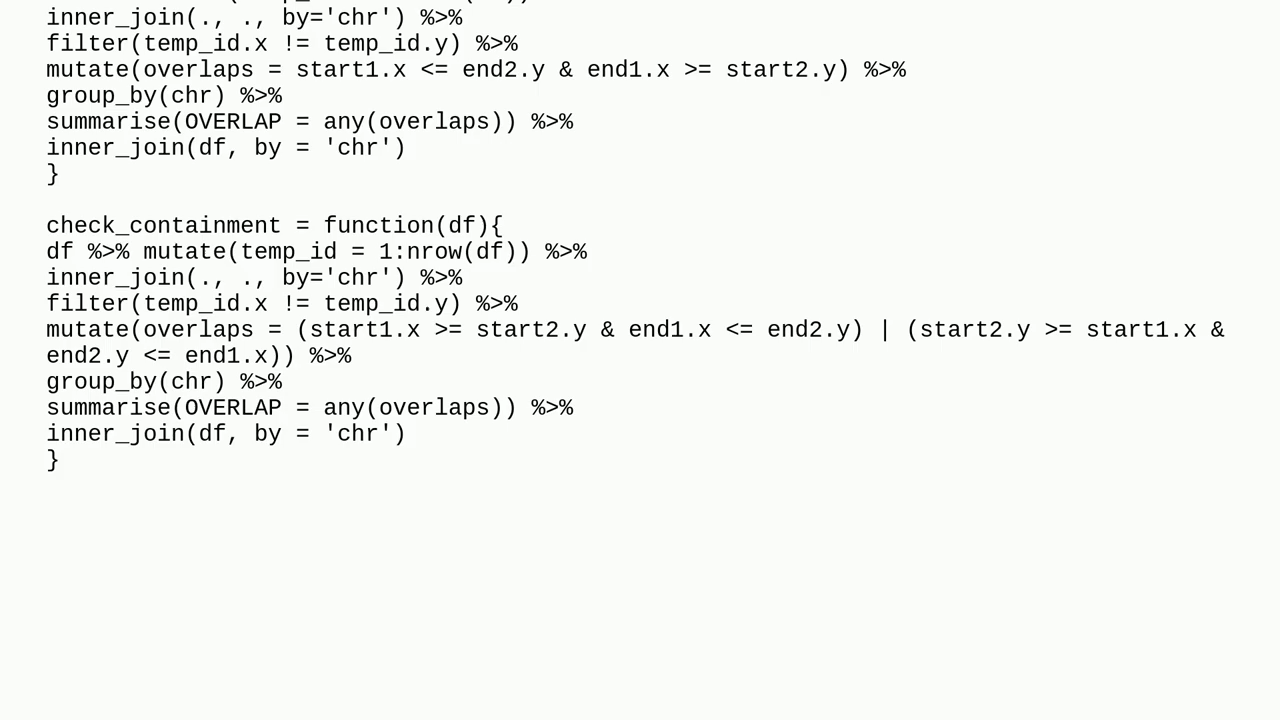 inner_join(., ., by='chr') %>%
filter(temp_id.x != temp_id.y) %>%
mutate(overlaps = start1.x <= end2.y & end1.x >= start2.y) %>%
group_by(chr) %>%
summarise(OVERLAP = any(overlaps)) %>%
inner_join(df, by = 'chr')
}

check_containment = function(df){
df %>% mutate(temp_id = 1:nrow(df)) %>%
inner_join(., ., by='chr') %>%
filter(temp_id.x != temp_id.y) %>%
mutate(overlaps = (start1.x >= start2.y & end1.x <= end2.y) | (start2.y >= start1.x &
end2.y <= end1.x)) %>%
group_by(chr) %>%
summarise(OVERLAP = any(overlaps)) %>%
inner_join(df, by = 'chr')
}